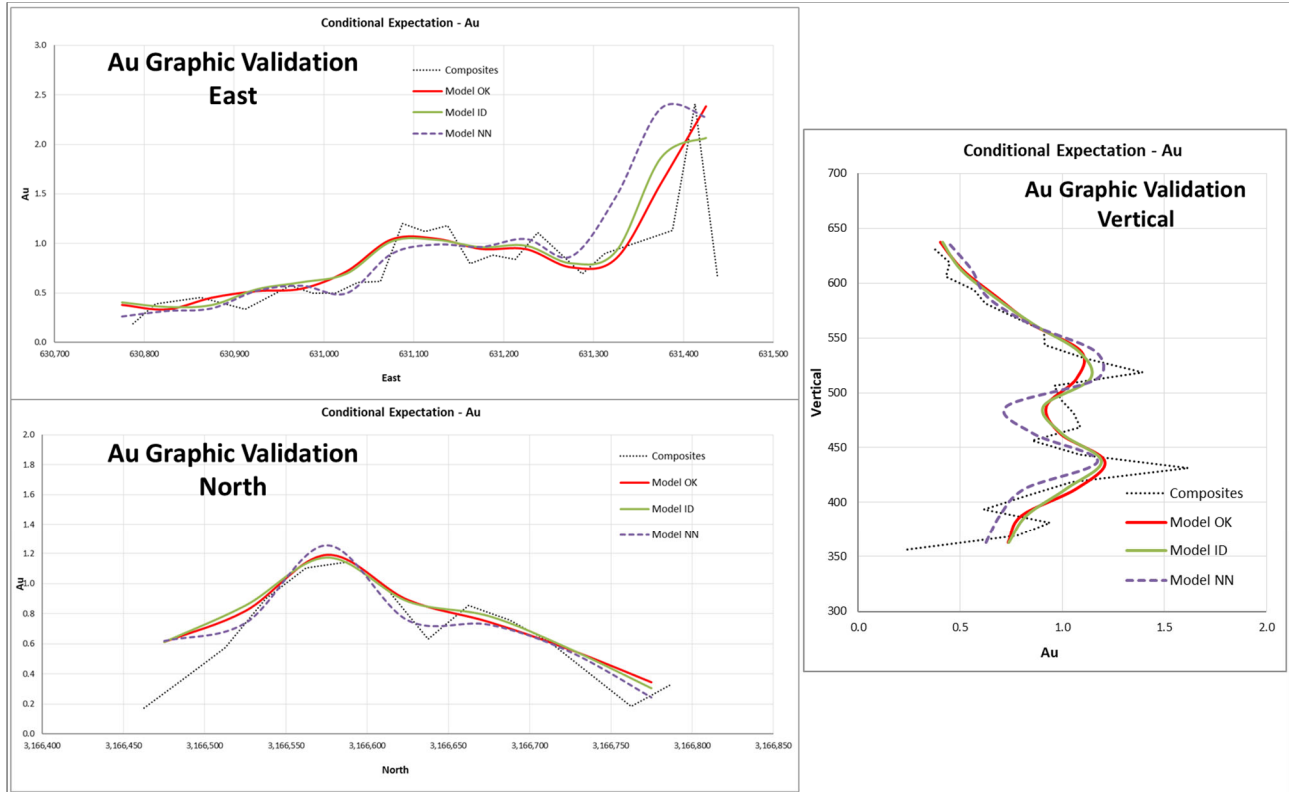 Conditional Expectation - Au
Au Graphic Validation
East
Composites
Model OK
Model ID
Model NN
3.0
2.5
2.0
1.5
1.0
0.5
0.0
Au
630,700
630,800
630,900
631,000
631,100
631,200
631,300
631,400
631,500
East
Conditional Expectation - Au
Au Graphic Validation
North
Composites
Model OK
Model ID
Model NN
2.0
1.8
1.6
1.4
1.2
1.0
0.8
0.6
0.4
0.2
0.0
Au
3,166,400
3,166,450
3,166,500
3,166,550
3,166,600
3,166,650
3,166,700
3,166,750
3,166,800
3,166,850
North
Conditional Expectation - Au
Au Graphic Validation
Vertical
700
650
600
550
500
450
400
350
300
Vertical
Composites
Model OK
Model ID
Model NN
0.0
0.5
1.0
1.5
2.0
Au